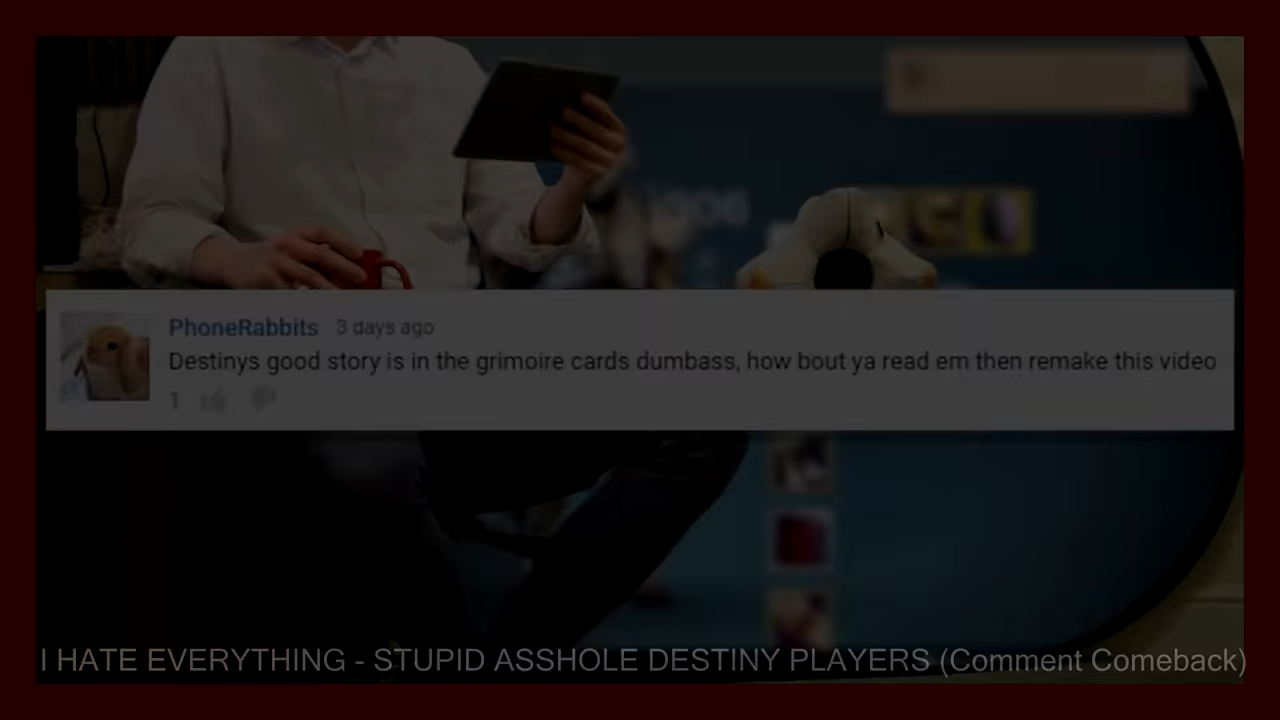 PhoneRabbits 3 days ago
Destinys good story is in the grimoire cards dumbass, how bout ya read em then remake this video
1
I HATE EVERYTHING - STUPID ASSHOLE DESTINY PLAYERS (Comment Comeback)